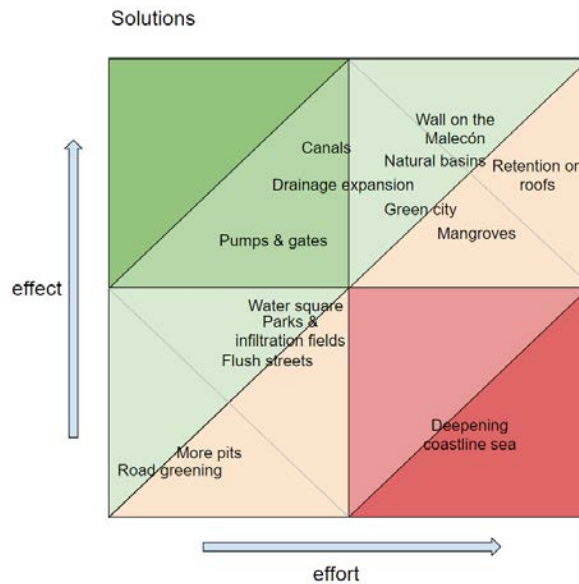 Solutions
Wall on the
Malecón
Canals
Natural basins
Retention on
roofs
Drainage expansion
Green city
Mangroves
Pumps & gates
effect
Water square
Parks &
infiltration fields
Flush streets
Deepening
coastline sea
More pits
Road greening
effort